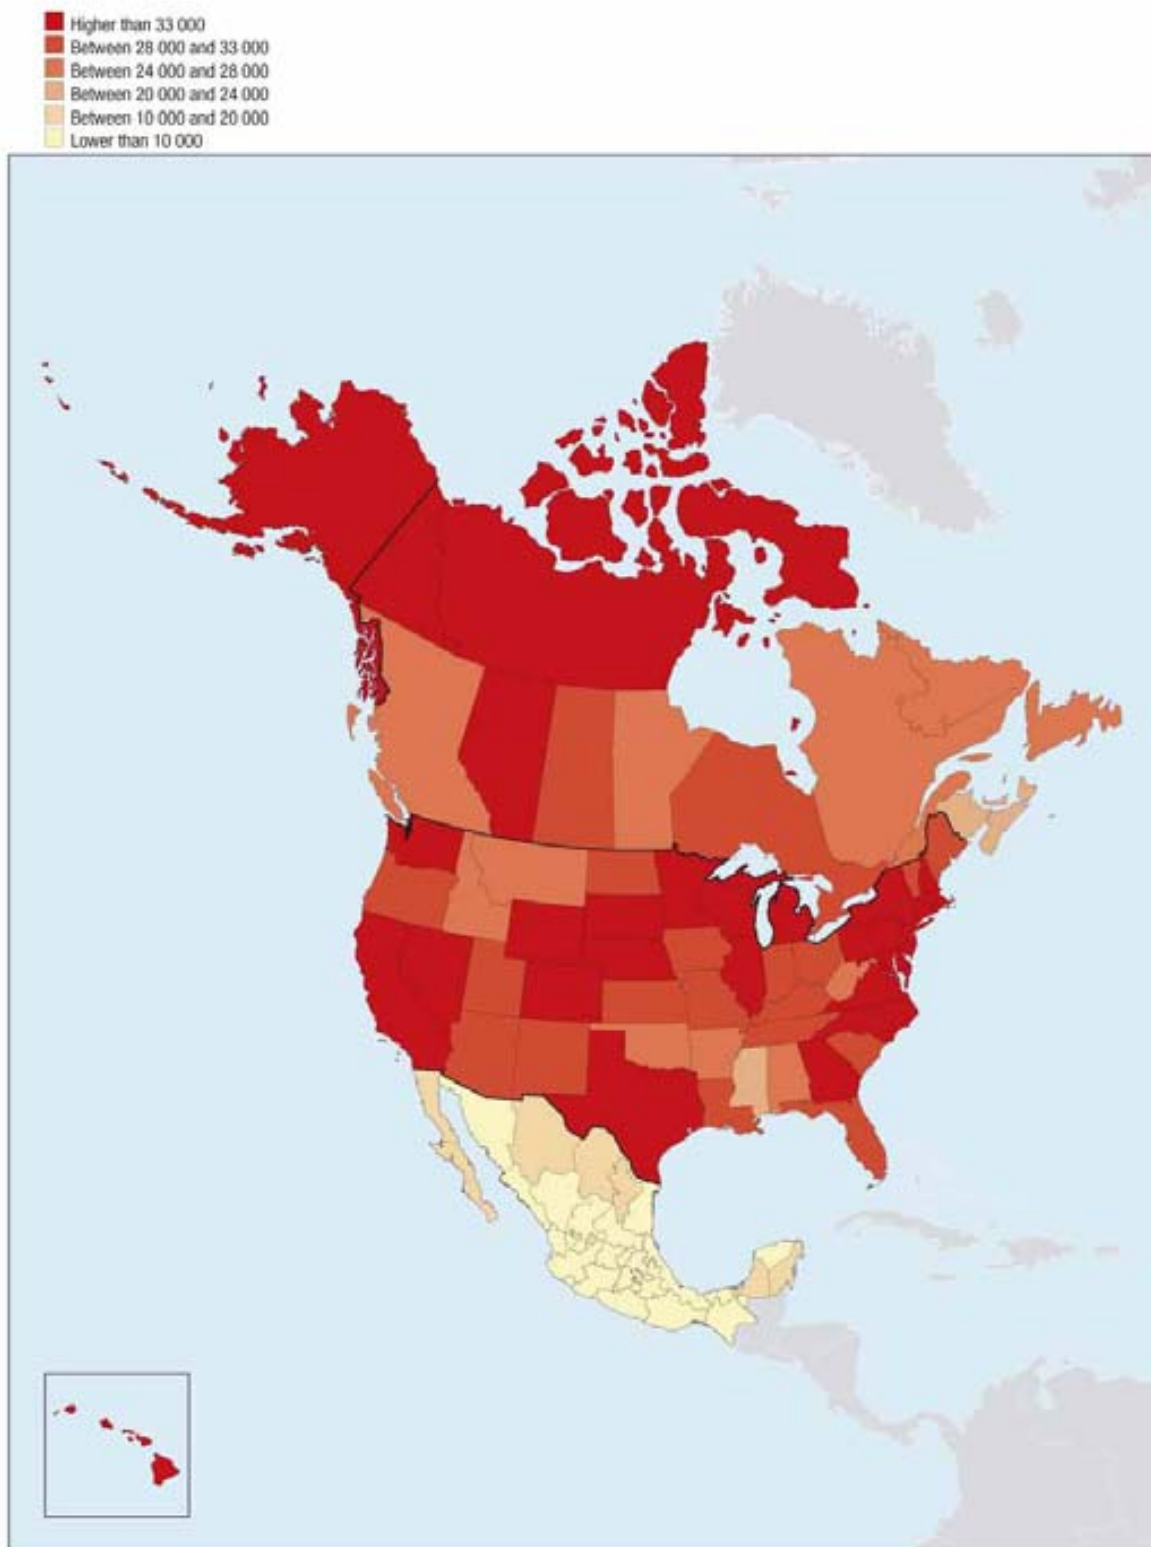 Higher than 33 000
Between 28 000 and 33 000
Between 24 000 and 28 000
Between 20 000 and 24 000
Between 10 000 and 20 000
Lower than 10 000